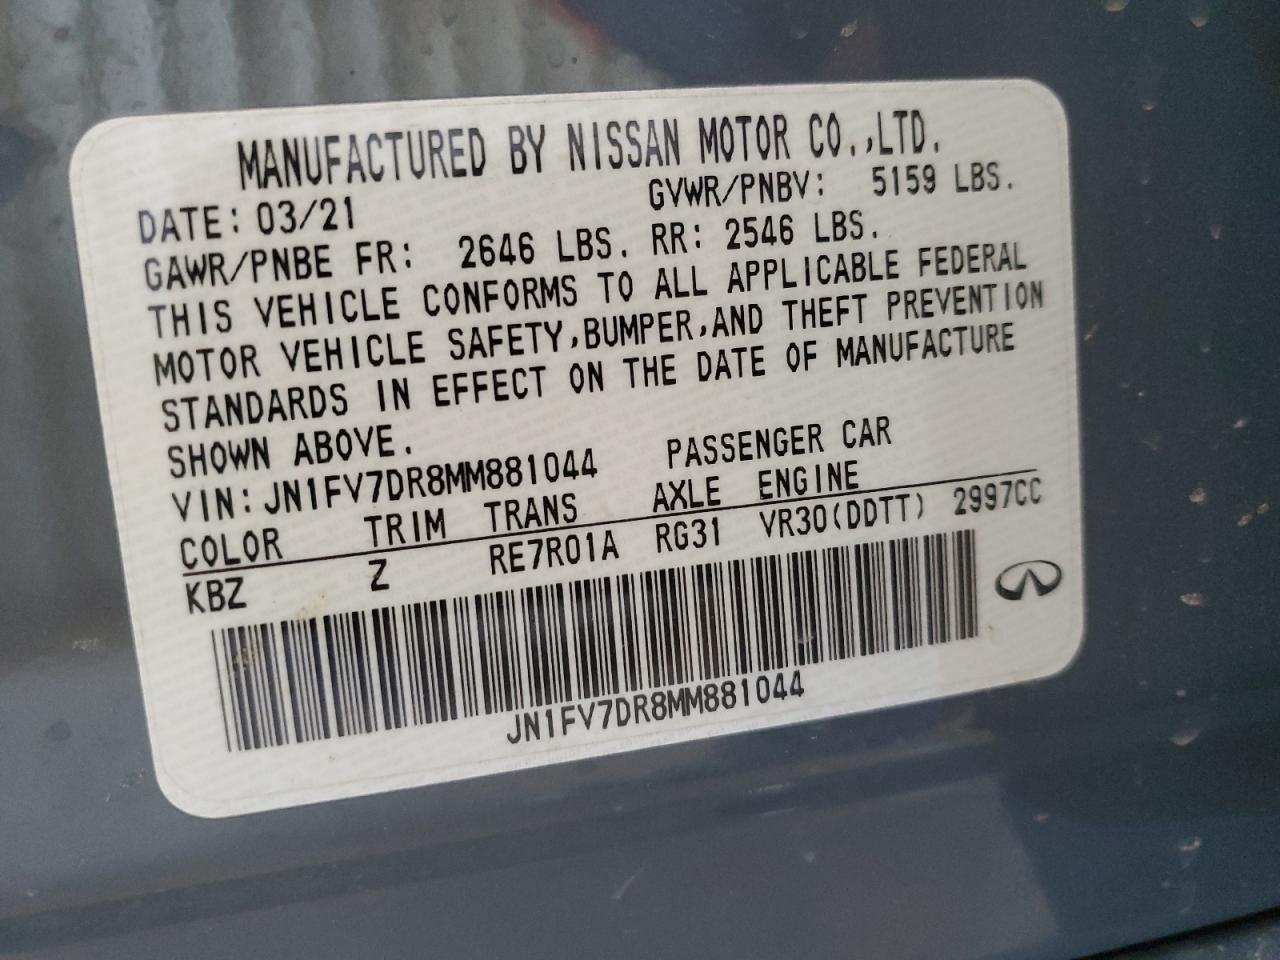 MANUFACTURED BY NISSAN MOTOR CO.,LTD.
DATE: 03/21 GVWR/PNBV: 5159 LBS.
GAWR/PNBE FR: 2646 LBS. RR: 2546 LBS.
THIS VEHICLE CONFORMS TO ALL APPLICABLE FEDERAL
MOTOR VEHICLE SAFETY,BUMPER,AND THEFT PREVENTION
STANDARDS IN EFFECT ON THE DATE OF MANUFACTURE
SHOWN ABOVE.
VIN: JN1FV7DR8MM881044 PASSENGER CAR
COLOR TRIM TRANS AXLE ENGINE
KBZ Z RE7R01A RG31 VR30(DDTT) 2997CC
JN1FV7DR8MM881044